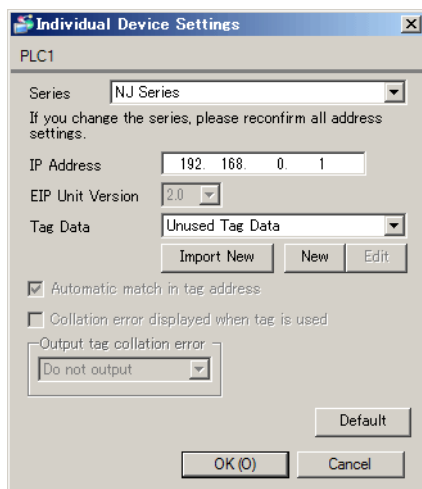 Individual Device Settings
PLC1
Series NJ Series
If you change the series, please reconfirm all address
settings.
IP Address 192. 168. 0. 1
EIP Unit Version 2.0
Tag Data Unused Tag Data
Import New New Edit
Automatic match in tag address
Collation error displayed when tag is used
Output tag collation error
Do not output
Default
OK(O) Cancel